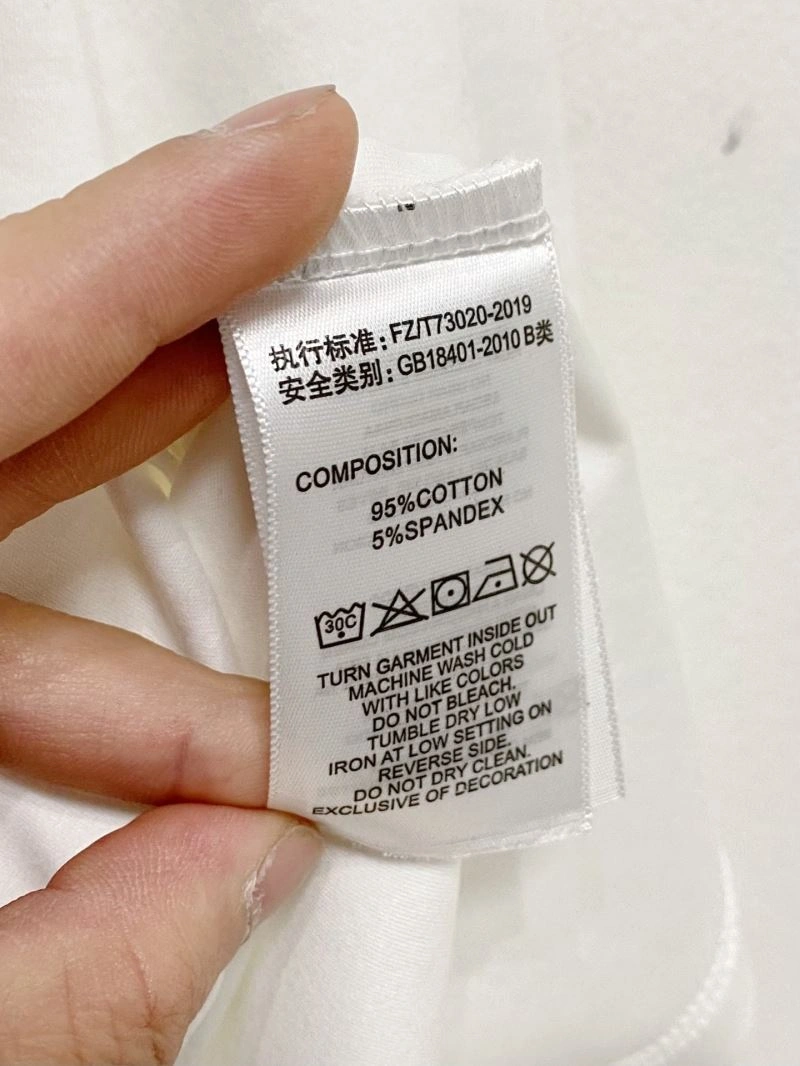 执行标准:FZ/T73020-2019
安全类别:GB18401-2010 B类
COMPOSITION:
95%COTTON
5%SPANDEX
30C
TURN GARMENT INSIDE OUT
MACHINE WASH COLD
WITH LIKE COLORS
DO NOT BLEACH.
TUMBLE DRY LOW
IRON AT LOW SETTING ON
REVERSE SIDE.
DO NOT DRY CLEAN.
EXCLUSIVE OF DECORATION